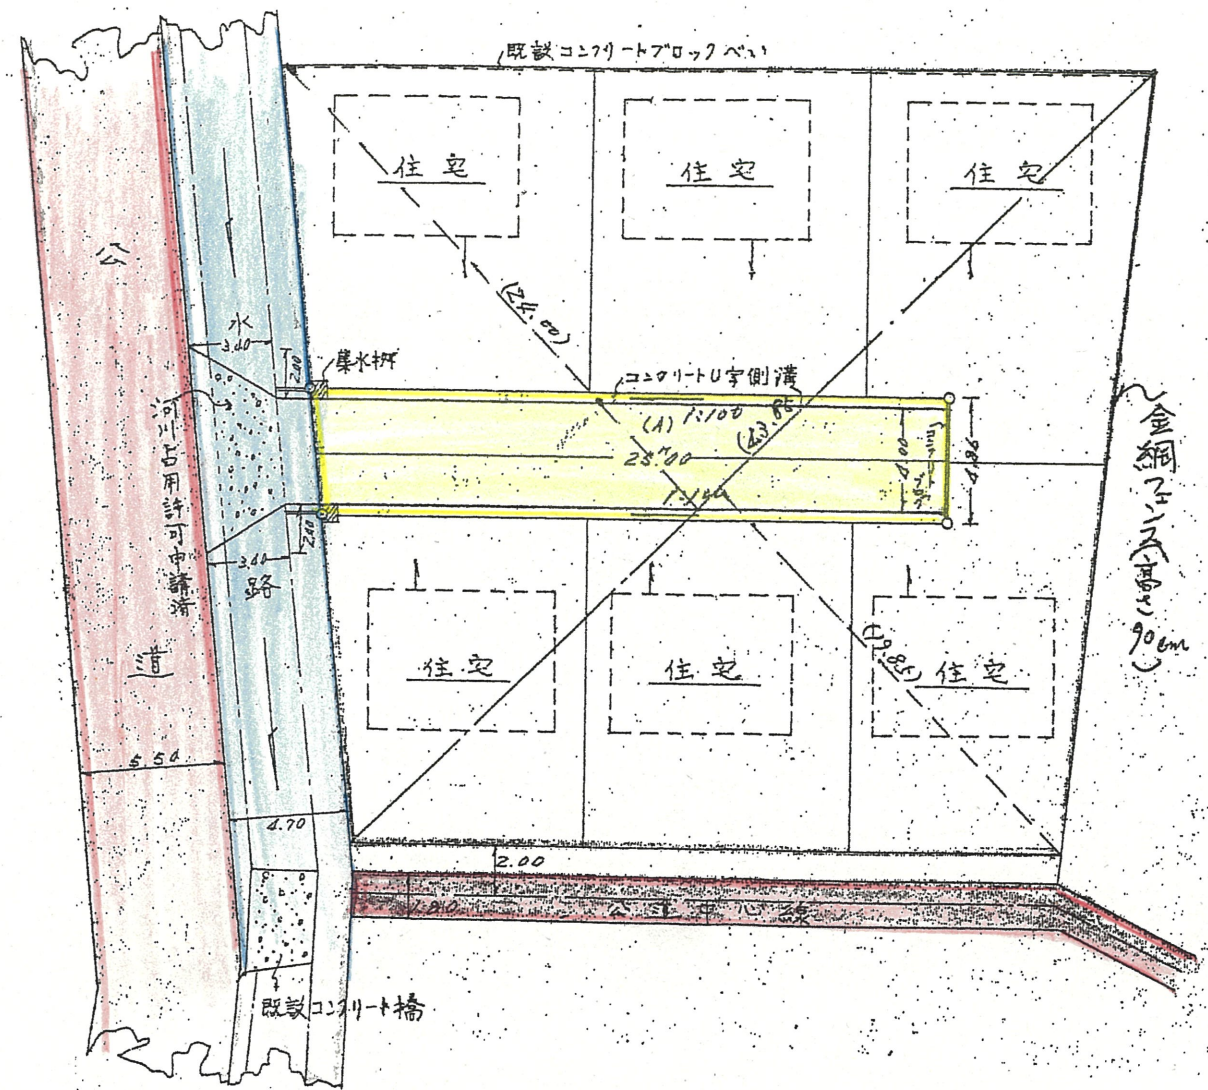 既設コンクリートブロックべい
住宅
住宅
住宅
公
道
水
路
3.60
2.00
集水桝
(24.00)
コンクリートU字側溝
(A)
1:100
(43.85)
25.00
4.00
4.86
1:100
河川占用許可申請済
3.60
2.00
金網フェンス(高さ90cm)
住宅
住宅
住宅
(19.85)
5.50
4.70
2.00
公道中心線
既設コンクリート橋